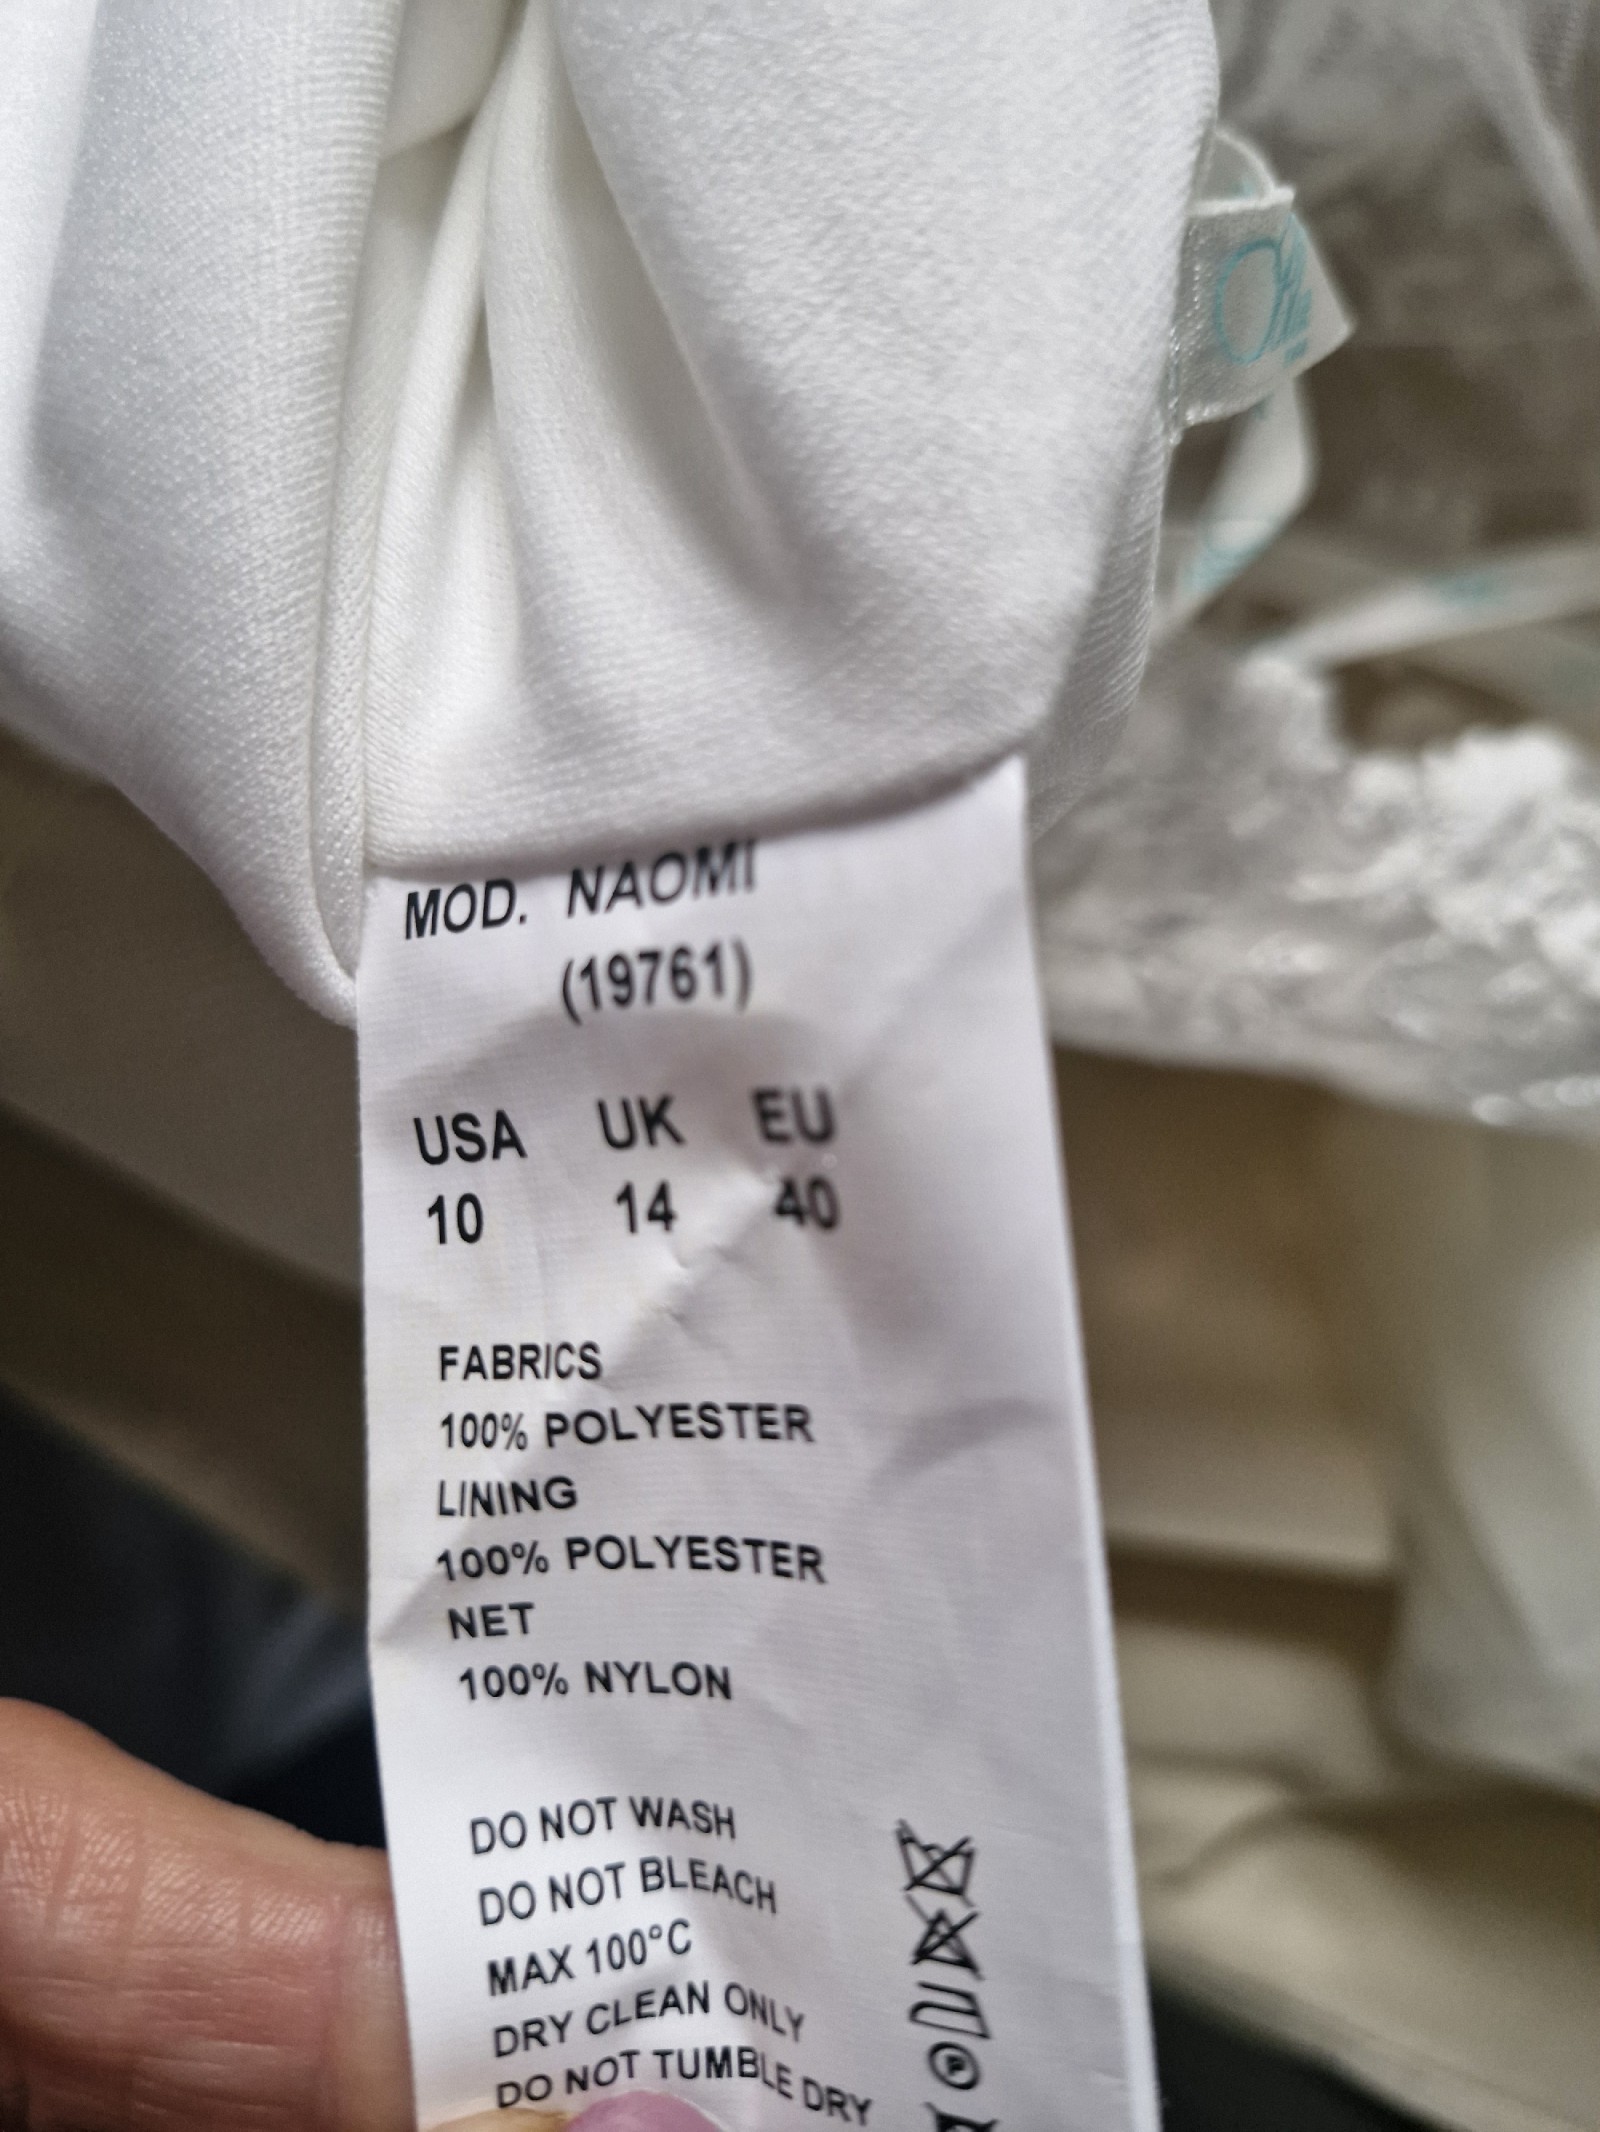 MOD. NAOMI
(19761)
USA UK EU
10 14 40
FABRICS
100% POLYESTER
LINING
100% POLYESTER
NET
100% NYLON
DO NOT WASH
DO NOT BLEACH
MAX 100°C
DRY CLEAN ONLY
DO NOT TUMBLE DRY
P